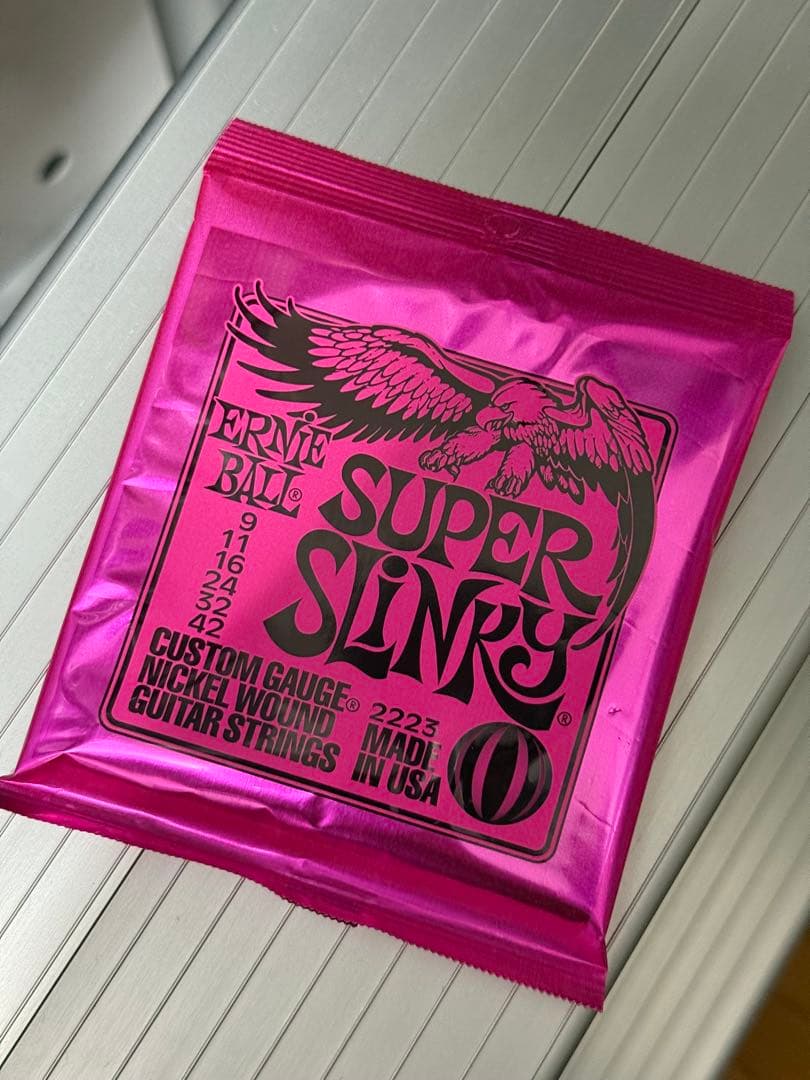 ERNIE
BALL®
9
11
16
24
32
42
SUPER
SLiNKY®
CUSTOM GAUGE®
NICKEL WOUND
GUITAR STRINGS
2223
MADE
IN USA